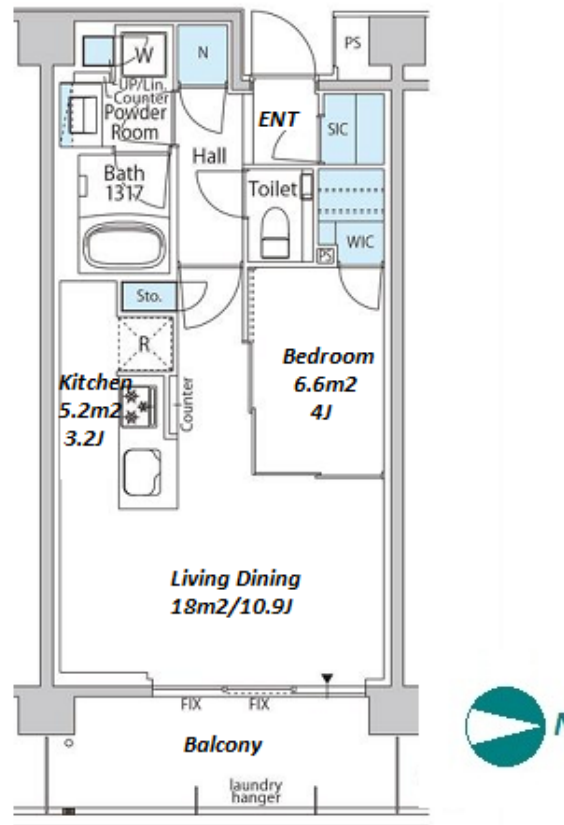 PS
W
N
UP/Lin.
Counter
Powder
Room
ENT
SIC
Hall
Bath
1317
Toilet
WIC
PS
Sto.
R
Kitchen
5.2m2
3.2J
Counter
Bedroom
6.6m2
4J
Living Dining
18m2/10.9J
FIX
FIX
Balcony
laundry
hanger
N